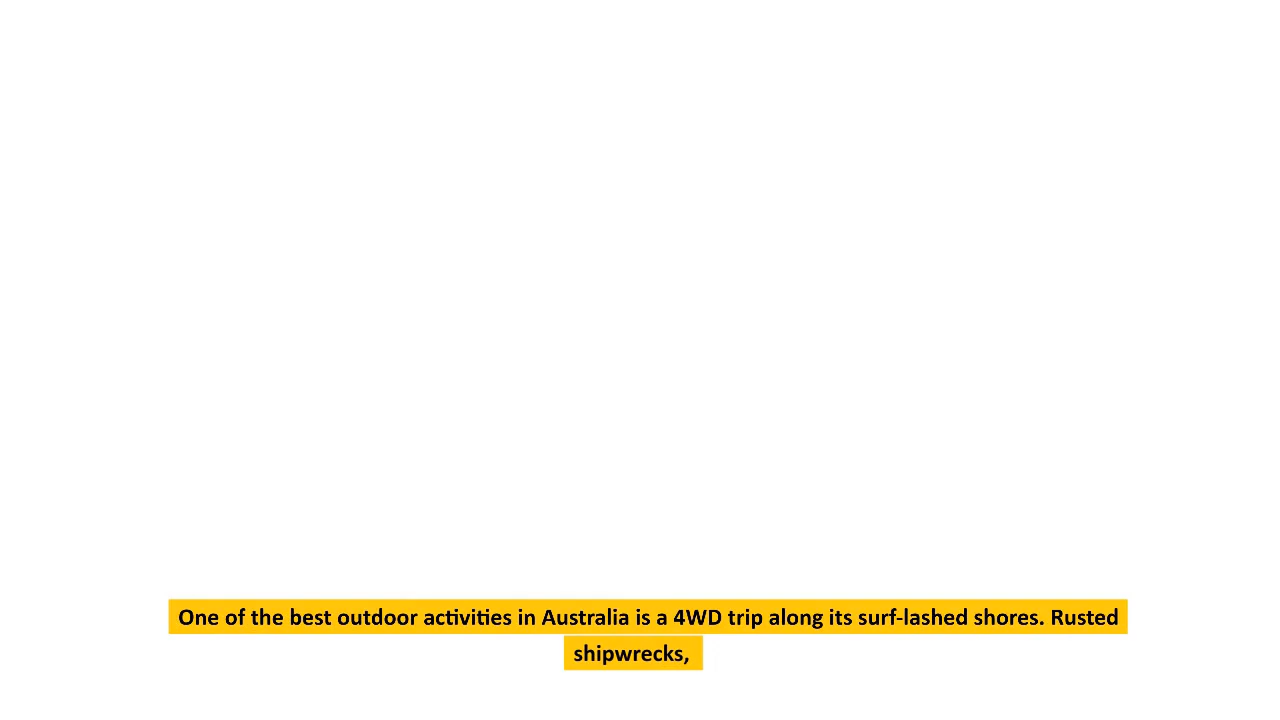 One of the best outdoor activities in Australia is a 4WD trip along its surf-lashed shores. Rusted
shipwrecks,